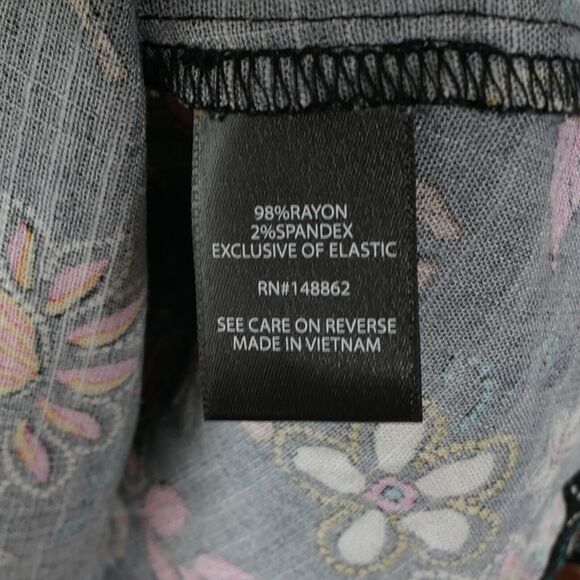 98%RAYON
2%SPANDEX
EXCLUSIVE OF ELASTIC
RN#148862
SEE CARE ON REVERSE
MADE IN VIETNAM